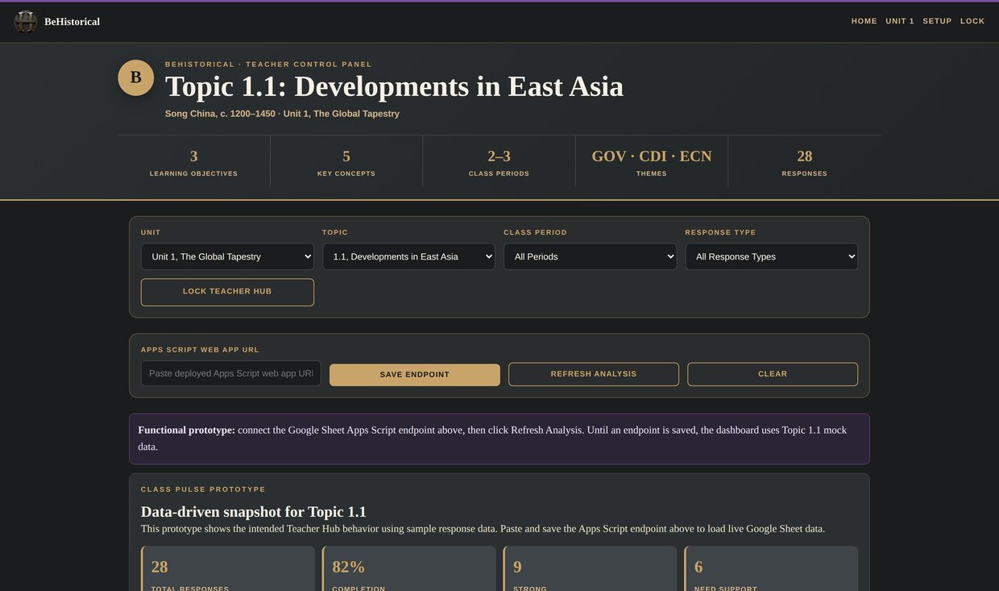 BeHistorical
HOME UNIT 1 SETUP LOCK
B
BEHISTORICAL · TEACHER CONTROL PANEL
Topic 1.1: Developments in East Asia
Song China, c. 1200–1450 · Unit 1, The Global Tapestry
3
LEARNING OBJECTIVES
5
KEY CONCEPTS
2–3
CLASS PERIODS
GOV · CDI · ECN
THEMES
28
RESPONSES
UNIT
Unit 1, The Global Tapestry
TOPIC
1.1, Developments in East Asia
CLASS PERIOD
All Periods
RESPONSE TYPE
All Response Types
LOCK TEACHER HUB
APPS SCRIPT WEB APP URL
Paste deployed Apps Script web app URL
SAVE ENDPOINT
REFRESH ANALYSIS
CLEAR
Functional prototype: connect the Google Sheet Apps Script endpoint above, then click Refresh Analysis. Until an endpoint is saved, the dashboard uses Topic 1.1 mock
data.
CLASS PULSE PROTOTYPE
Data-driven snapshot for Topic 1.1
This prototype shows the intended Teacher Hub behavior using sample response data. Paste and save the Apps Script endpoint above to load live Google Sheet data.
28
TOTAL RESPONSES
82%
COMPLETION
9
STRONG
6
NEED SUPPORT